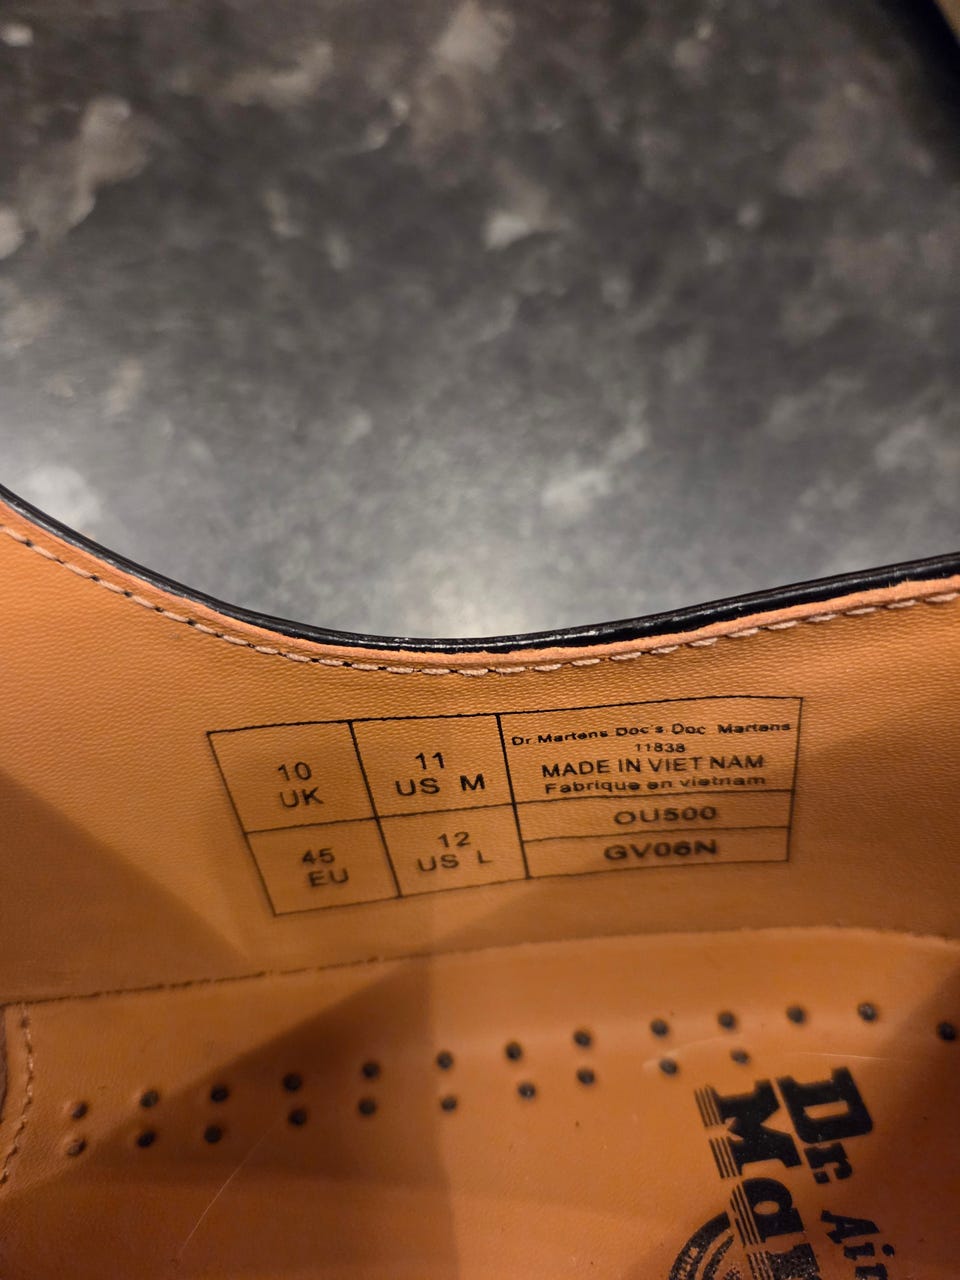 10
UK
11
US M
Dr.Martens Doc's Doc Martens
11838
MADE IN VIET NAM
Fabrique en vietnam
45
EU
12
US L
OU500
GV06N
Dr.
Ma
Air